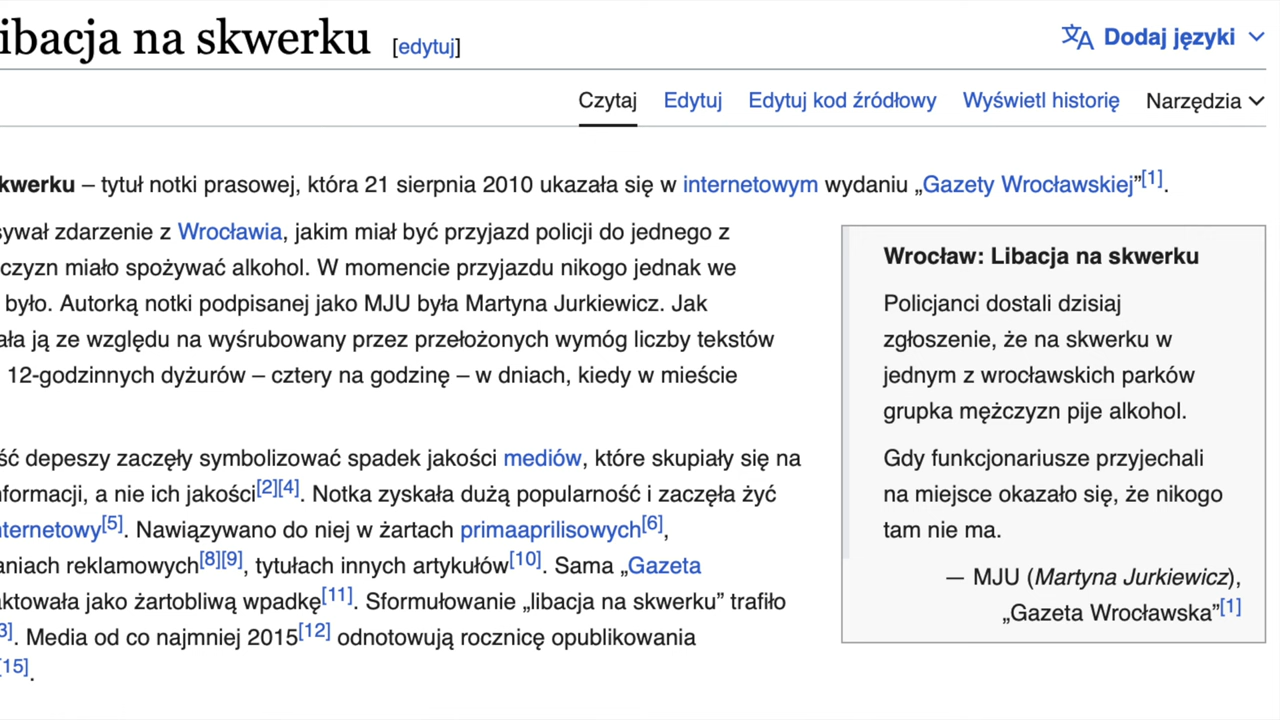 ibacja na skwerku [edytuj]
Dodaj języki
Czytaj Edytuj Edytuj kod źródłowy Wyświetl historię Narzędzia
kwerku – tytuł notki prasowej, która 21 sierpnia 2010 ukazała się w internetowym wydaniu „Gazety Wrocławskiej”[1].
sywał zdarzenie z Wrocławia, jakim miał być przyjazd policji do jednego z
czyzn miało spożywać alkohol. W momencie przyjazdu nikogo jednak we
było. Autorką notki podpisanej jako MJU była Martyna Jurkiewicz. Jak
ała ją ze względu na wyśrubowany przez przełożonych wymóg liczby tekstów
12-godzinnych dyżurów – cztery na godzinę – w dniach, kiedy w mieście
ść depeszy zaczęły symbolizować spadek jakości mediów, które skupiały się na
nformacji, a nie ich jakości[2][4]. Notka zyskała dużą popularność i zaczęła żyć
nternetowy[5]. Nawiązywano do niej w żartach primaaprilisowych[6],
aniach reklamowych[8][9], tytułach innych artykułów[10]. Sama „Gazeta
aktowała jako żartobliwą wpadkę[11]. Sformułowanie „libacja na skwerku” trafiło
3]. Media od co najmniej 2015[12] odnotowują rocznicę opublikowania
[15].
Wrocław: Libacja na skwerku
Policjanci dostali dzisiaj
zgłoszenie, że na skwerku w
jednym z wrocławskich parków
grupka mężczyzn pije alkohol.
Gdy funkcjonariusze przyjechali
na miejsce okazało się, że nikogo
tam nie ma.
— MJU (Martyna Jurkiewicz),
„Gazeta Wrocławska”[1]